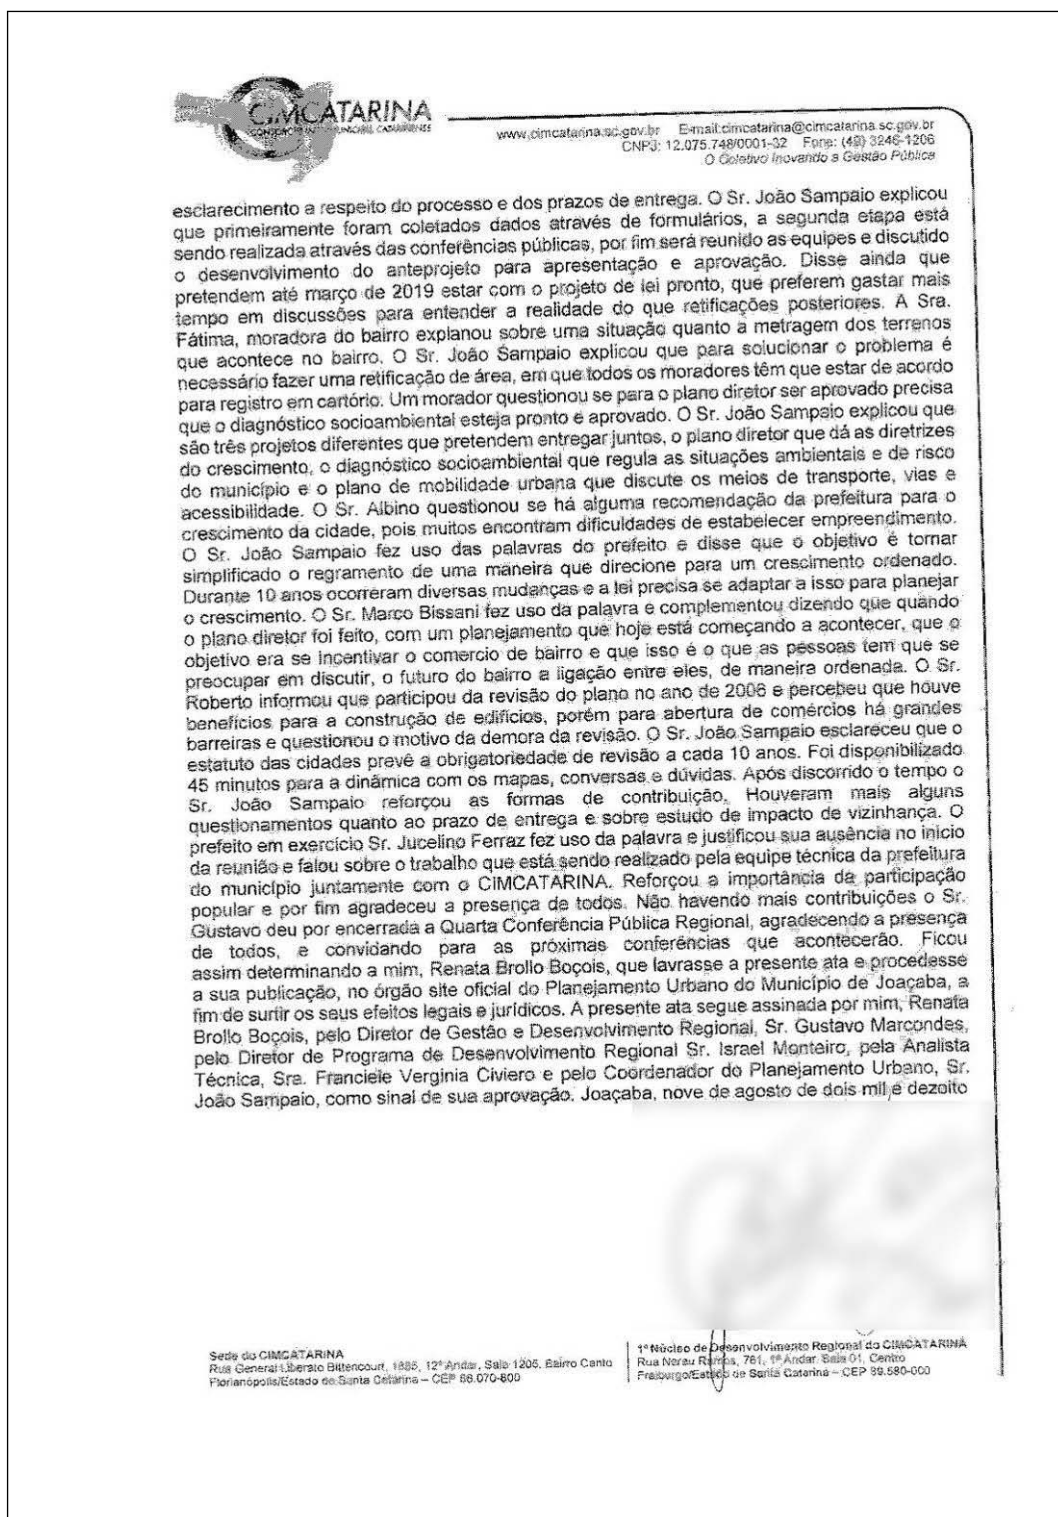 CIMCATARINA
www.cimcatarina.sc.gov.br E-mail:cimcatarina@cimcatarina.sc.gov.br
CNPJ: 12.075.748/0001-32 Fone: (49) 3246-1206
O Coletivo Inovando a Gestão Pública
esclarecimento a respeito do processo e dos prazos de entrega. O Sr. João Sampaio explicou
que primeiramente foram coletados dados através de formulários, a segunda etapa está
sendo realizada através das conferências públicas, por fim será reunido as equipes e discutido
o desenvolvimento do anteprojeto para apresentação e aprovação. Disse ainda que
pretendem até março de 2019 estar com o projeto de lei pronto, que preferem gastar mais
tempo em discussões para entender a realidade do que retificações posteriores. A Sra.
Fátima, moradora do bairro explanou sobre uma situação quanto a metragem dos terrenos
que acontece no bairro. O Sr. João Sampaio explicou que para solucionar o problema é
necessário fazer uma retificação de área, em que todos os moradores têm que estar de acordo
para registro em cartório. Um morador questionou se para o plano diretor ser aprovado precisa
que o diagnóstico socioambiental esteja pronto e aprovado. O Sr. João Sampaio explicou que
são três projetos diferentes que pretendem entregar juntos, o plano diretor que dá as diretrizes
do crescimento, o diagnóstico socioambiental que regula as situações ambientais e de risco
do município e o plano de mobilidade urbana que discute os meios de transporte, vias e
acessibilidade. O Sr. Albino questionou se há alguma recomendação da prefeitura para o
crescimento da cidade, pois muitos encontram dificuldades de estabelecer empreendimento.
O Sr. João Sampaio fez uso das palavras do prefeito e disse que o objetivo é tornar
simplificado o regramento de uma maneira que direcione para um crescimento ordenado.
Durante 10 anos ocorreram diversas mudanças e a lei precisa se adaptar a isso para planejar
o crescimento. O Sr. Marco Bissani fez uso da palavra e complementou dizendo que quando
o plano diretor foi feito, com um planejamento que hoje está começando a acontecer, que o
objetivo era se incentivar o comercio de bairro e que isso é o que as pessoas tem que se
preocupar em discutir, o futuro do bairro a ligação entre eles, de maneira ordenada. O Sr.
Roberto informou que participou da revisão do plano no ano de 2006 e percebeu que houve
benefícios para a construção de edifícios, porém para abertura de comércios há grandes
barreiras e questionou o motivo da demora da revisão. O Sr. João Sampaio esclareceu que o
estatuto das cidades prevê a obrigatoriedade de revisão a cada 10 anos. Foi disponibilizado
45 minutos para a dinâmica com os mapas, conversas e dúvidas. Após discorrido o tempo o
Sr. João Sampaio reforçou as formas de contribuição. Houveram mais alguns
questionamentos quanto ao prazo de entrega e sobre estudo de impacto de vizinhança. O
prefeito em exercício Sr. Jucelino Ferraz fez uso da palavra e justificou sua ausência no inicio
da reunião e falou sobre o trabalho que está sendo realizado pela equipe técnica da prefeitura
do município juntamente com o CIMCATARINA. Reforçou a importância da participação
popular e por fim agradeceu a presença de todos. Não havendo mais contribuições o Sr.
Gustavo deu por encerrada a Quarta Conferência Pública Regional, agradecendo a presença
de todos, e convidando para as próximas conferências que acontecerão. Ficou
assim determinando a mim, Renata Brollo Boçois, que lavrasse a presente ata e procedesse
a sua publicação, no órgão site oficial do Planejamento Urbano do Município de Joaçaba, a
fim de surtir os seus efeitos legais e jurídicos. A presente ata segue assinada por mim, Renata
Brollo Boçois, pelo Diretor de Gestão e Desenvolvimento Regional, Sr. Gustavo Marcondes,
pelo Diretor de Programa de Desenvolvimento Regional Sr. Israel Monteiro, pela Analista
Técnica, Sra. Franciele Verginia Civiero e pelo Coordenador do Planejamento Urbano, Sr.
João Sampaio, como sinal de sua aprovação. Joaçaba, nove de agosto de dois mil e dezoito
Sede do CIMCATARINA
Rua General Liberato Bittencourt, 1885, 12º Andar, Sala 1205, Bairro Canto
Florianópolis/Estado de Santa Catarina – CEP 88.070-800
1º Núcleo de Desenvolvimento Regional do CIMCATARINA
Rua Nereu Ramos, 761, 1º Andar, Sala 01, Centro
Fraiburgo/Estado de Santa Catarina – CEP 89.580-000